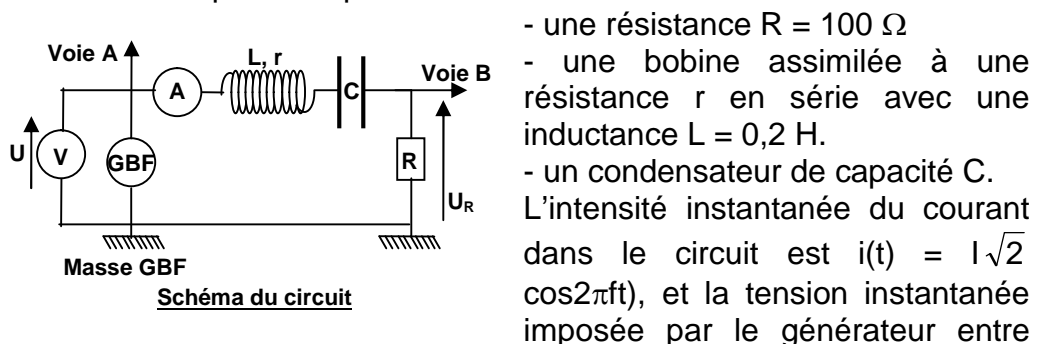 - une résistance R = 100 Ω
- une bobine assimilée à une
résistance r en série avec une
inductance L = 0,2 H.
- un condensateur de capacité C.
L'intensité instantanée du courant
dans le circuit est i(t) = I√2
cos2πft), et la tension instantanée
imposée par le générateur entre
Voie A
L, r
Voie B
A
C
U
V
GBF
R
U_R
Masse GBF
Schéma du circuit